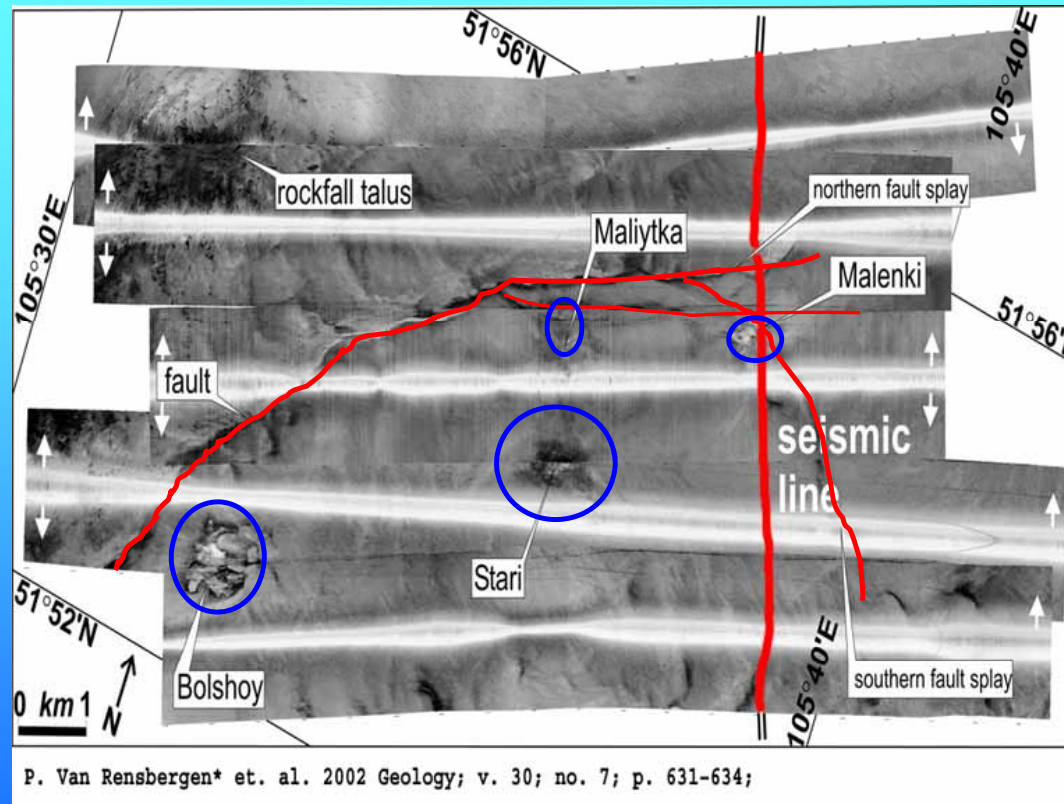 51°56'N
105°40'E
rockfall talus
northern fault splay
Maliytka
105°30'E
Malenki
51°56'N
fault
seismic
line
Stari
51°52'N
Bolshoy
southern fault splay
105°40'E
0 km 1
N
P. Van Rensbergen* et. al. 2002 Geology; v. 30; no. 7; p. 631-634;